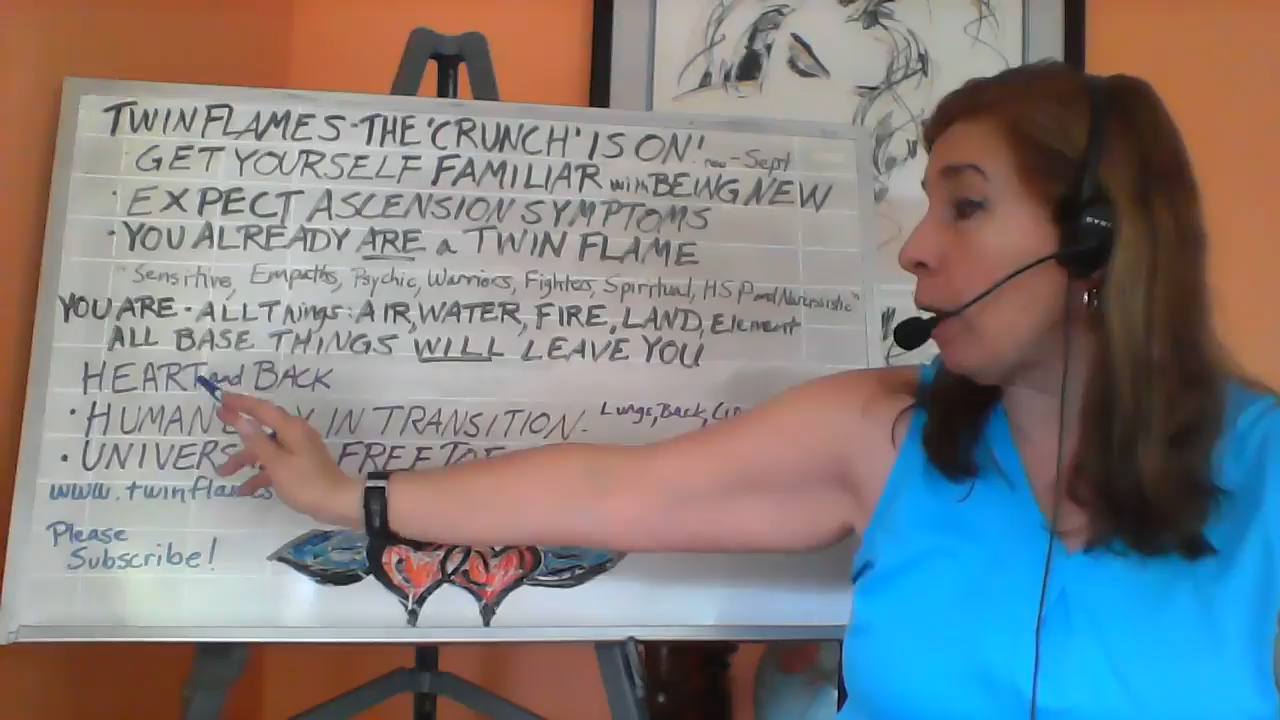 TWIN FLAMES - THE 'CRUNCH' IS ON! now - Sept
· GET YOURSELF FAMILIAR with BEING NEW
· EXPECT ASCENSION SYMPTOMS
· YOU ALREADY ARE a TWIN FLAME
"Sensitive, Empaths, Psychic, Warriors, Fighters, Spiritual, HSP and Narcissistic"
YOU ARE - ALL Things: AIR, WATER, FIRE, LAND, Element
ALL BASE THINGS WILL LEAVE YOU
HEART and BACK
· HUMAN IN TRANSITION - Lungs, Back,
· FREE
www.twinflames
Please
Subscribe!